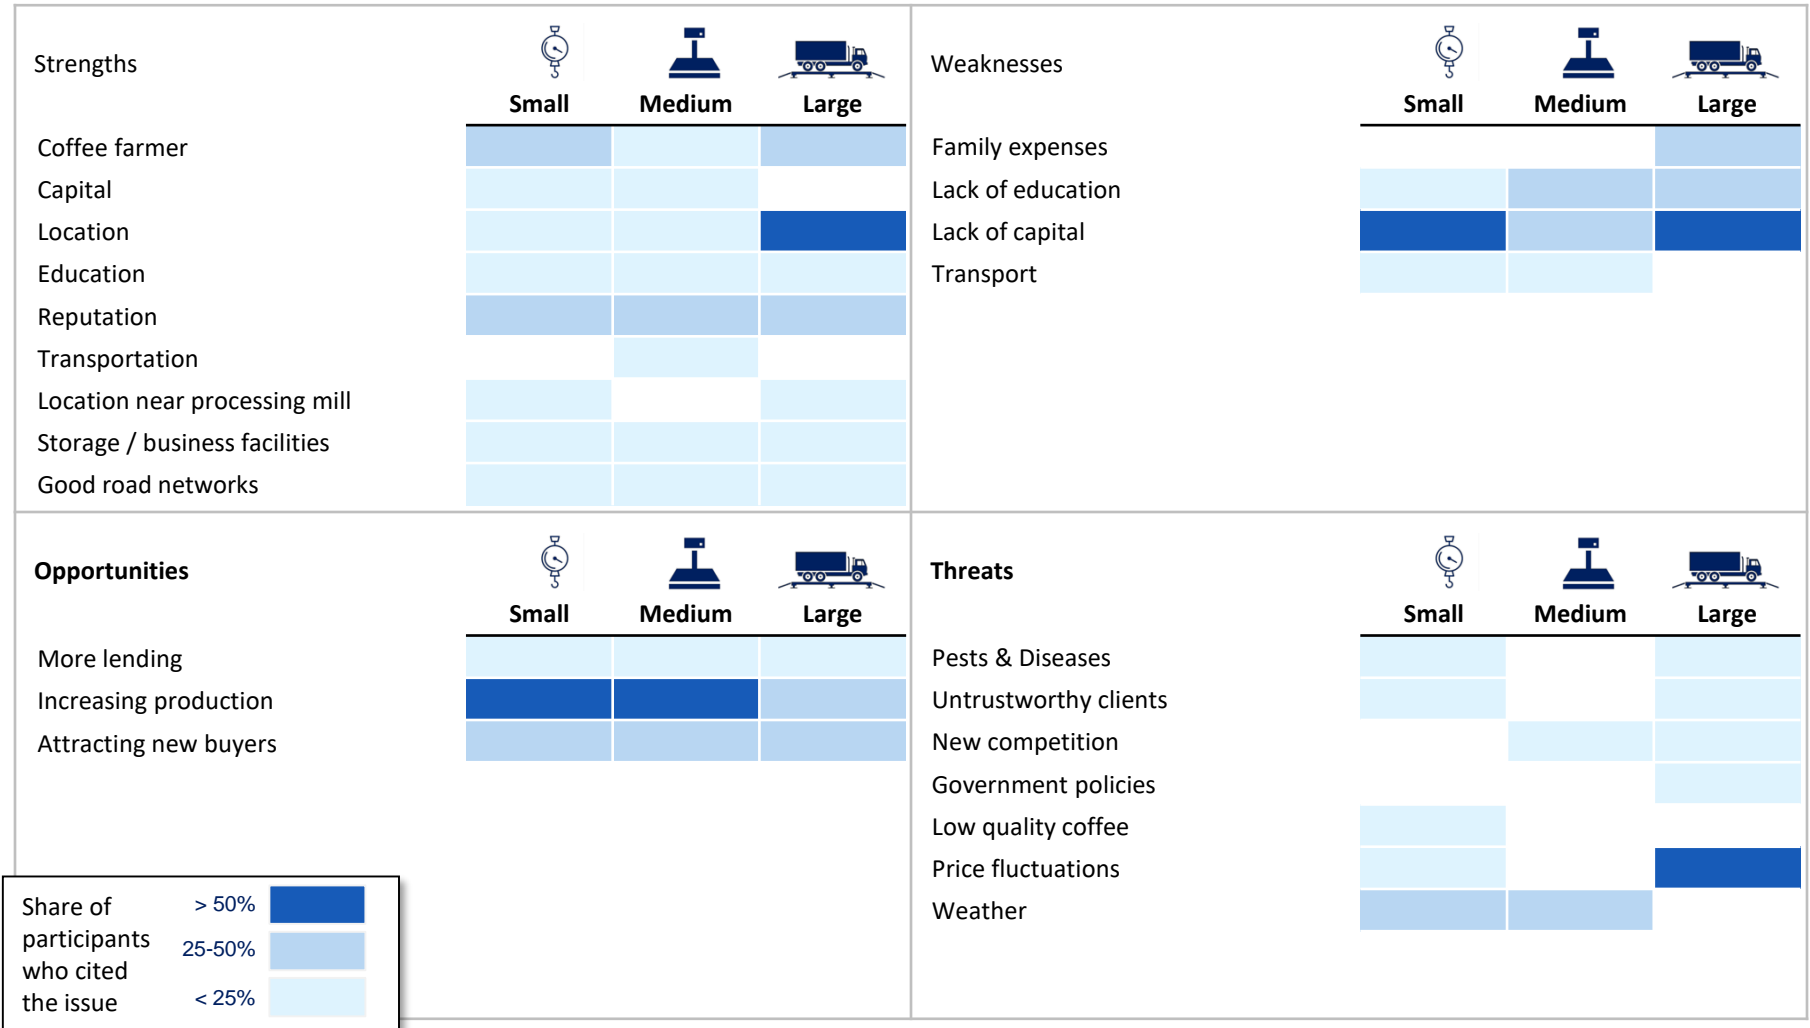 Strengths
Small Medium Large
Coffee farmer
Capital
Location
Education
Reputation
Transportation
Location near processing mill
Storage / business facilities
Good road networks
Weaknesses
Small Medium Large
Family expenses
Lack of education
Lack of capital
Transport
Opportunities
Small Medium Large
More lending
Increasing production
Attracting new buyers
Threats
Small Medium Large
Pests & Diseases
Untrustworthy clients
New competition
Government policies
Low quality coffee
Price fluctuations
Weather
Share of
participants
who cited
the issue
> 50%
25-50%
< 25%